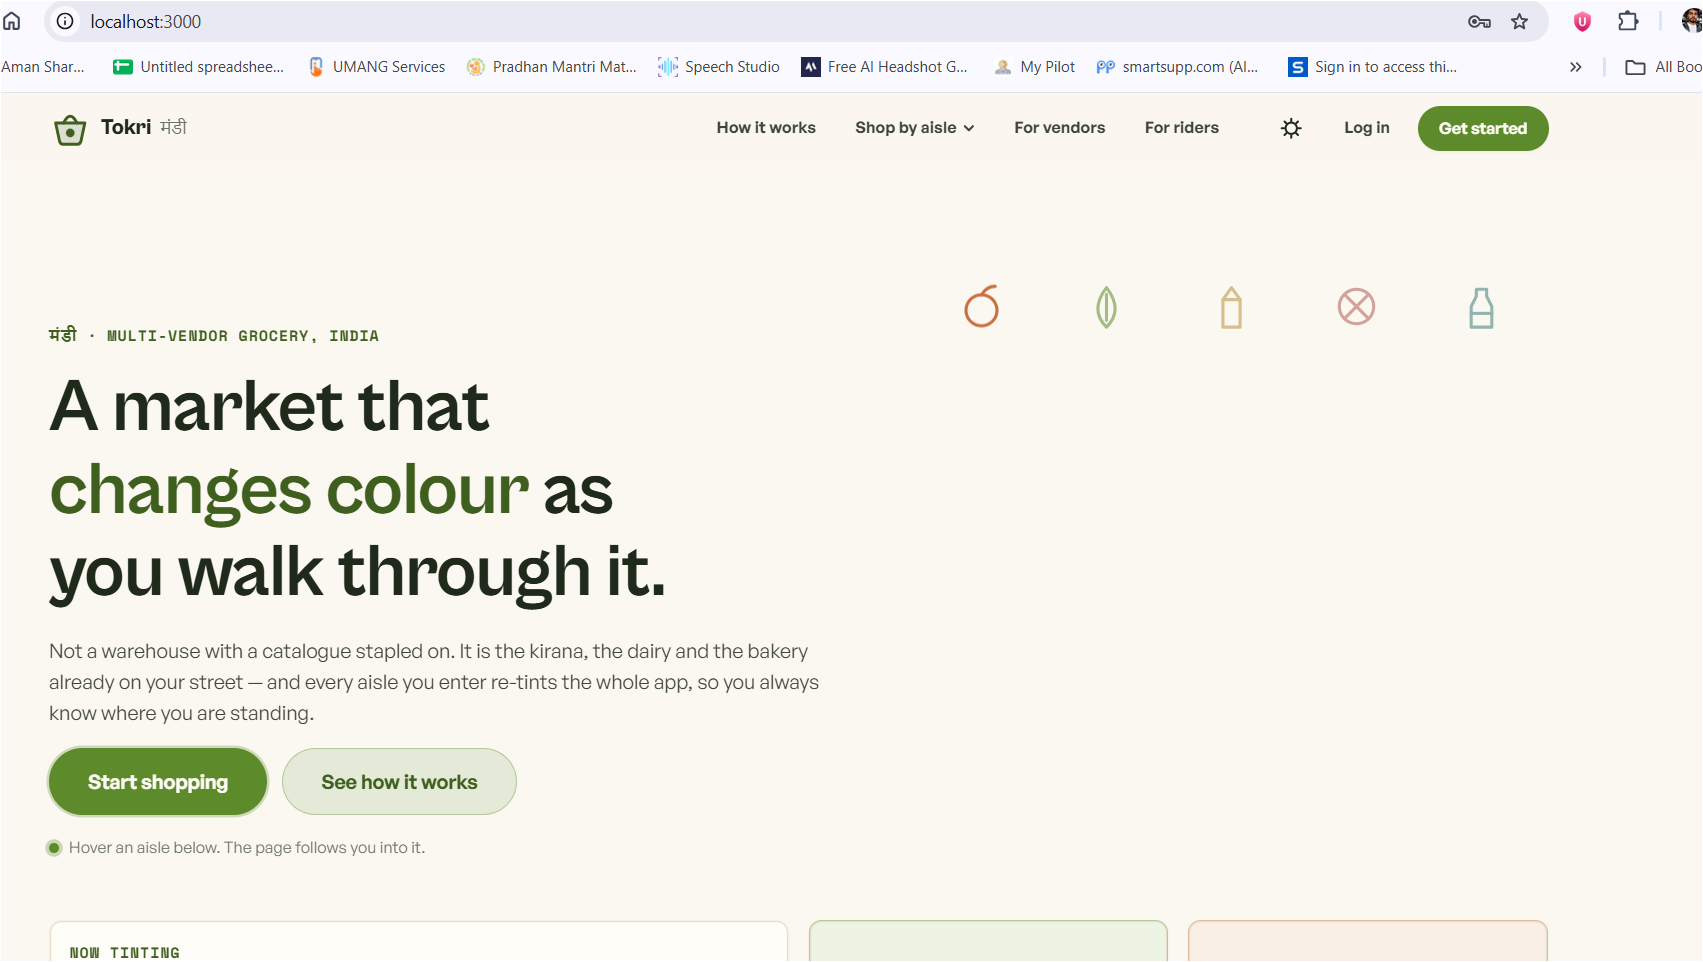 localhost:3000
Aman Shar...
Untitled spreadshee...
UMANG Services
Pradhan Mantri Mat...
Speech Studio
Free AI Headshot G...
My Pilot
smartsupp.com (AI...
Sign in to access thi...
»
All Boo
Tokri मंडी
How it works
Shop by aisle
For vendors
For riders
Log in
Get started
मंडी · MULTI-VENDOR GROCERY, INDIA
A market that
changes colour as
you walk through it.
Not a warehouse with a catalogue stapled on. It is the kirana, the dairy and the bakery
already on your street — and every aisle you enter re-tints the whole app, so you always
know where you are standing.
Start shopping
See how it works
Hover an aisle below. The page follows you into it.
NOW TINTING